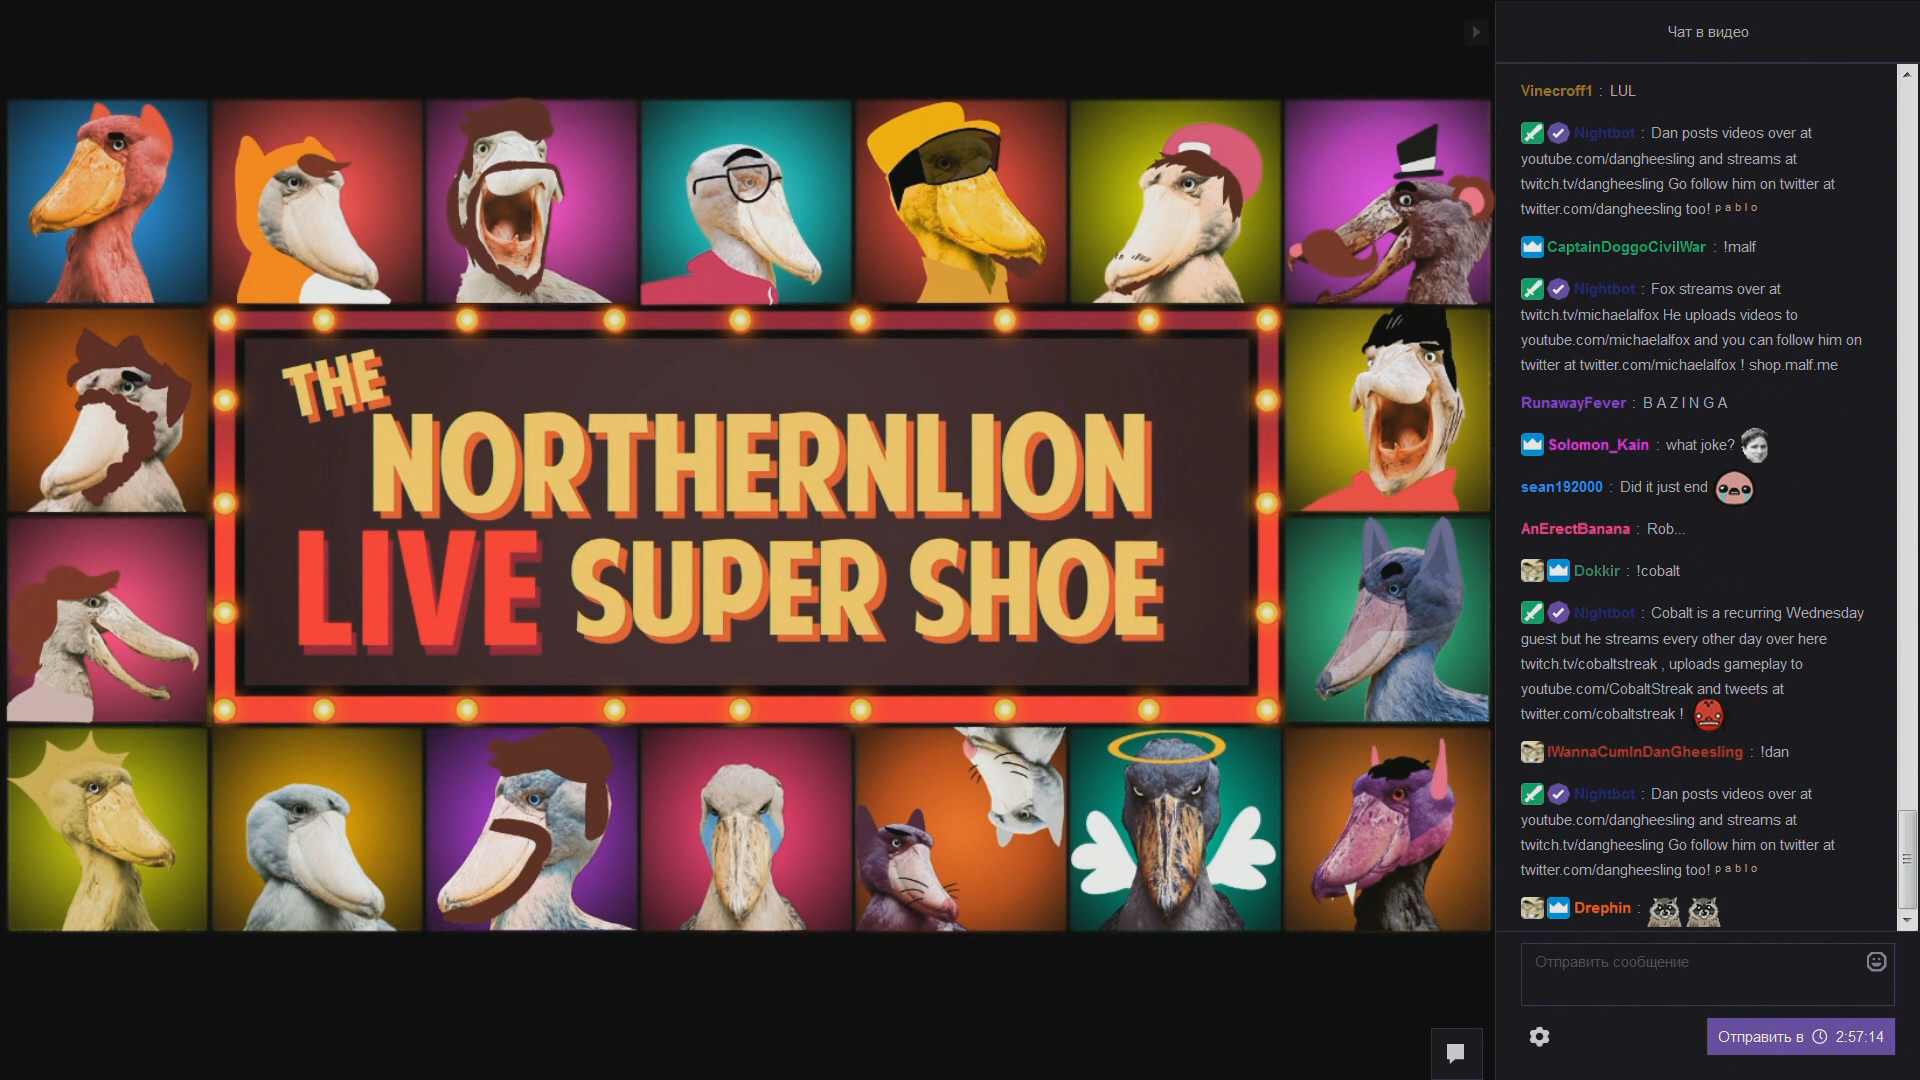 THE
NORTHERNLION
LIVE SUPER SHOE
Чат в видео
Vinecroff1 : LUL
Nightbot : Dan posts videos over at
youtube.com/dangheesling and streams at
twitch.tv/dangheesling Go follow him on twitter at
twitter.com/dangheesling too! p a b l o
CaptainDoggoCivilWar : !malf
Nightbot : Fox streams over at
twitch.tv/michaelalfox He uploads videos to
youtube.com/michaelalfox and you can follow him on
twitter at twitter.com/michaelalfox ! shop.malf.me
RunawayFever : B A Z I N G A
Solomon_Kain : what joke?
sean192000 : Did it just end
AnErectBanana : Rob...
Dokkir : !cobalt
Nightbot : Cobalt is a recurring Wednesday
guest but he streams every other day over here
twitch.tv/cobaltstreak , uploads gameplay to
youtube.com/CobaltStreak and tweets at
twitter.com/cobaltstreak !
IWannaCumInDanGheesling : !dan
Nightbot : Dan posts videos over at
youtube.com/dangheesling and streams at
twitch.tv/dangheesling Go follow him on twitter at
twitter.com/dangheesling too! p a b l o
Drephin :
Отправить сообщение
Отправить в 2:57:14